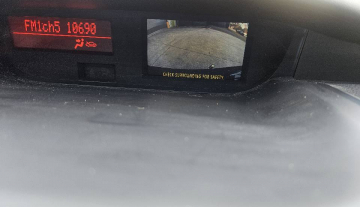 FM1ch5 10690
CHECK SURROUNDINGS FOR SAFETY